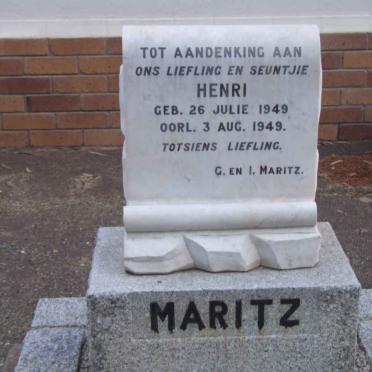 TOT AANDENKING AAN
ONS LIEFLING EN SEUNTJIE
HENRI
GEB. 26 JULIE 1949
OORL. 3 AUG. 1949.
TOTSIENS LIEFLING.
G. EN I. MARITZ.
MARITZ